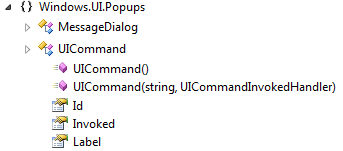 {} Windows.UI.Popups
MessageDialog
UICommand
UICommand()
UICommand(string, UICommandInvokedHandler)
Id
Invoked
Label